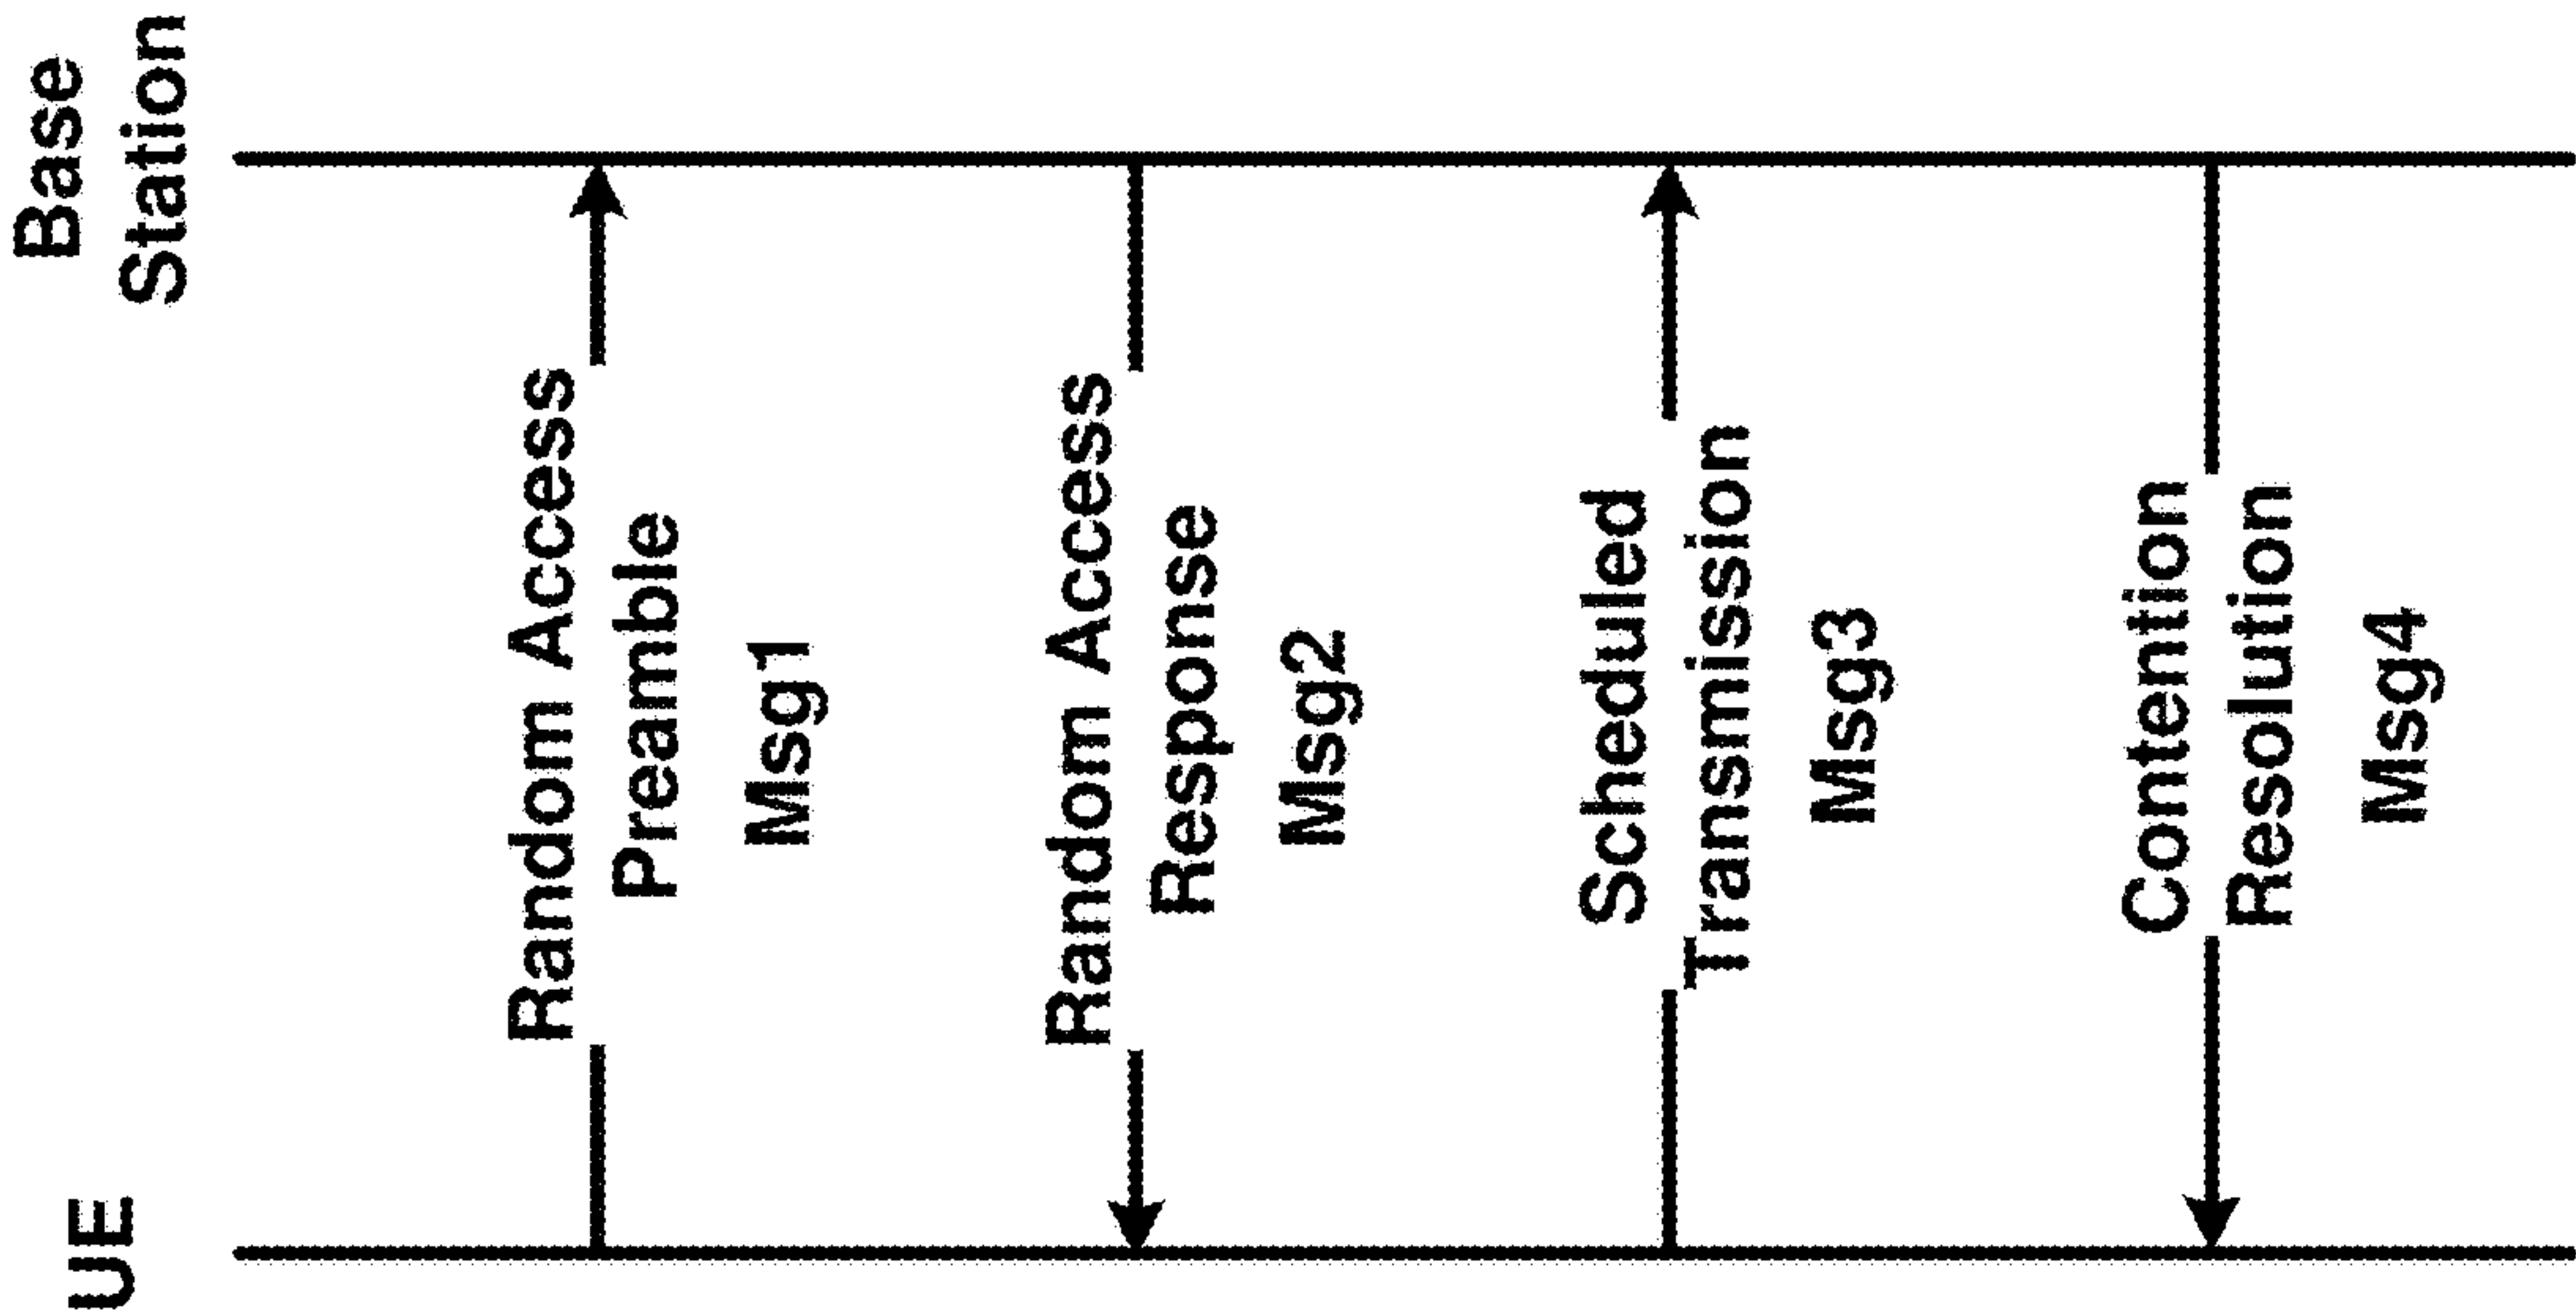 UE
Base
Station
Random Access
Preamble
Msg1
Random Access
Response
Msg2
Scheduled
Transmission
Msg3
Contention
Resolution
Msg4